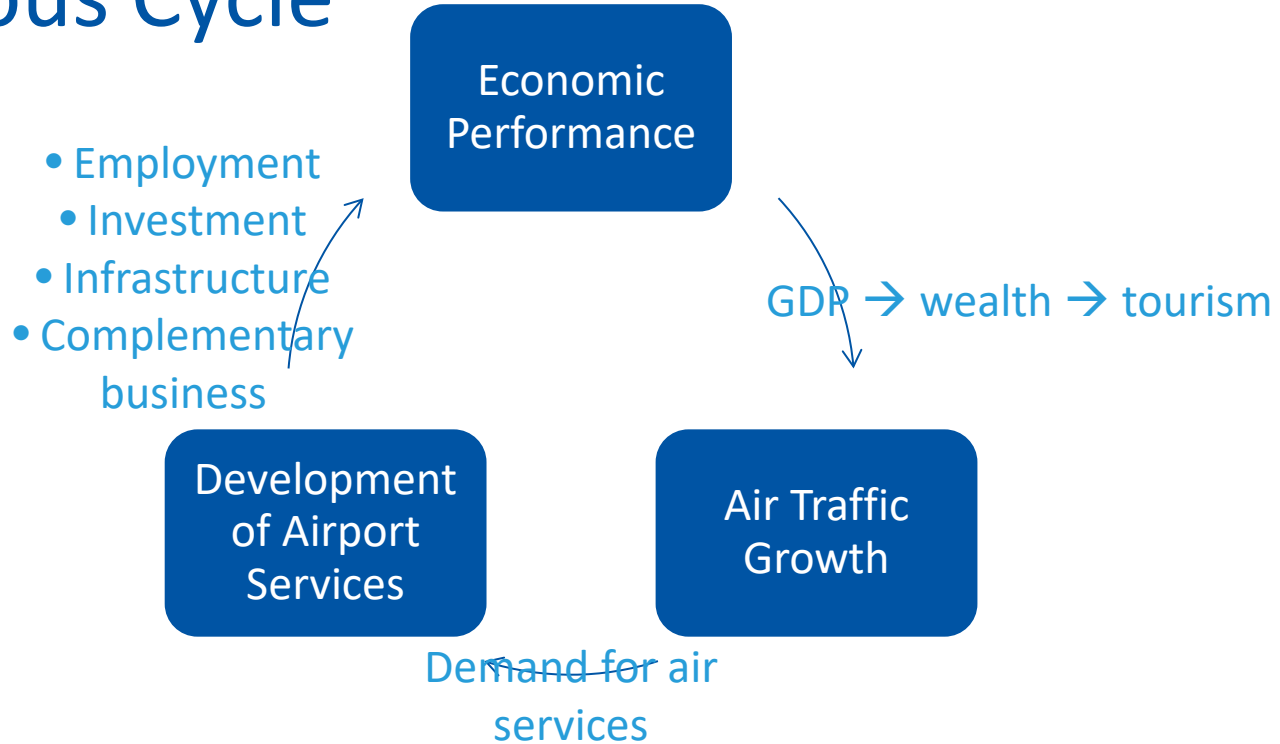 ous Cycle
Economic
Performance
• Employment
• Investment
• Infrastructure
• Complementary
business
GDP → wealth → tourism
Development
of Airport
Services
Air Traffic
Growth
Demand for air
services